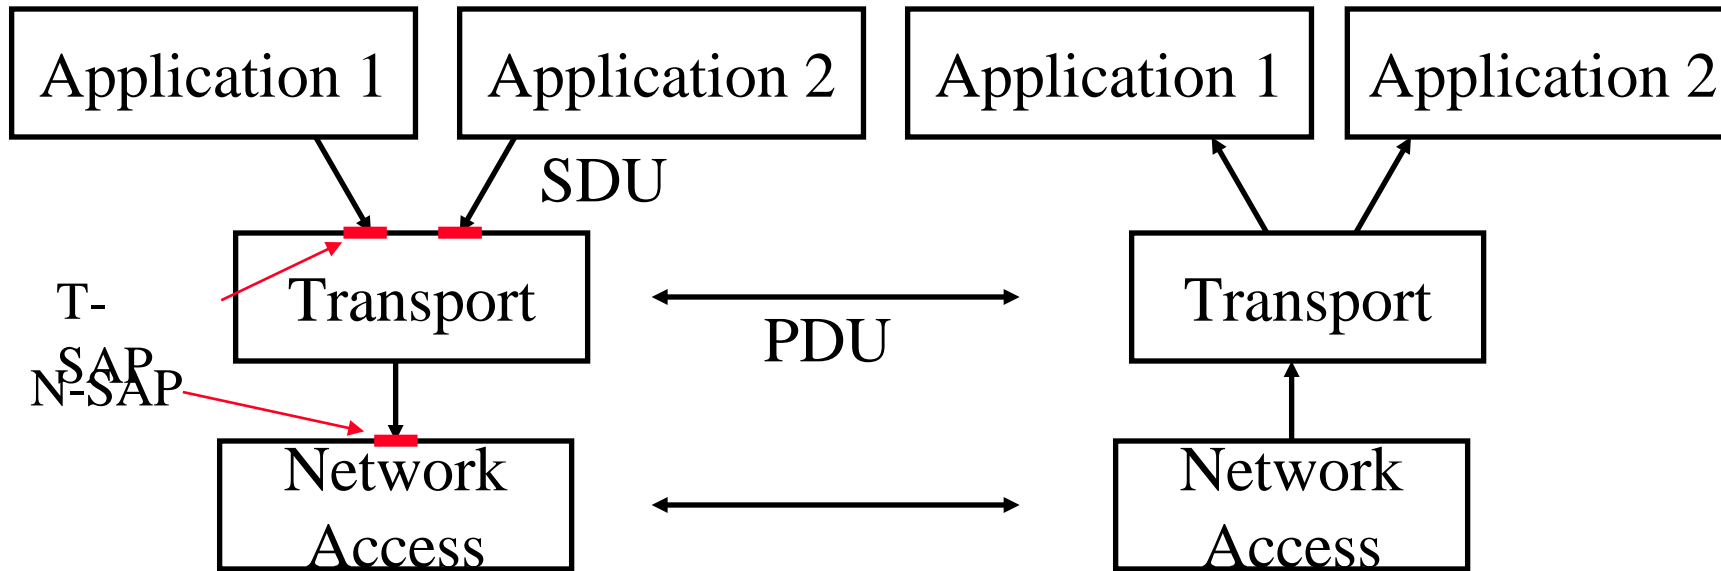 Application 1
Application 2
Application 1
Application 2
SDU
T-
SAP
Transport
PDU
Transport
N-SAP
Network
Access
Network
Access